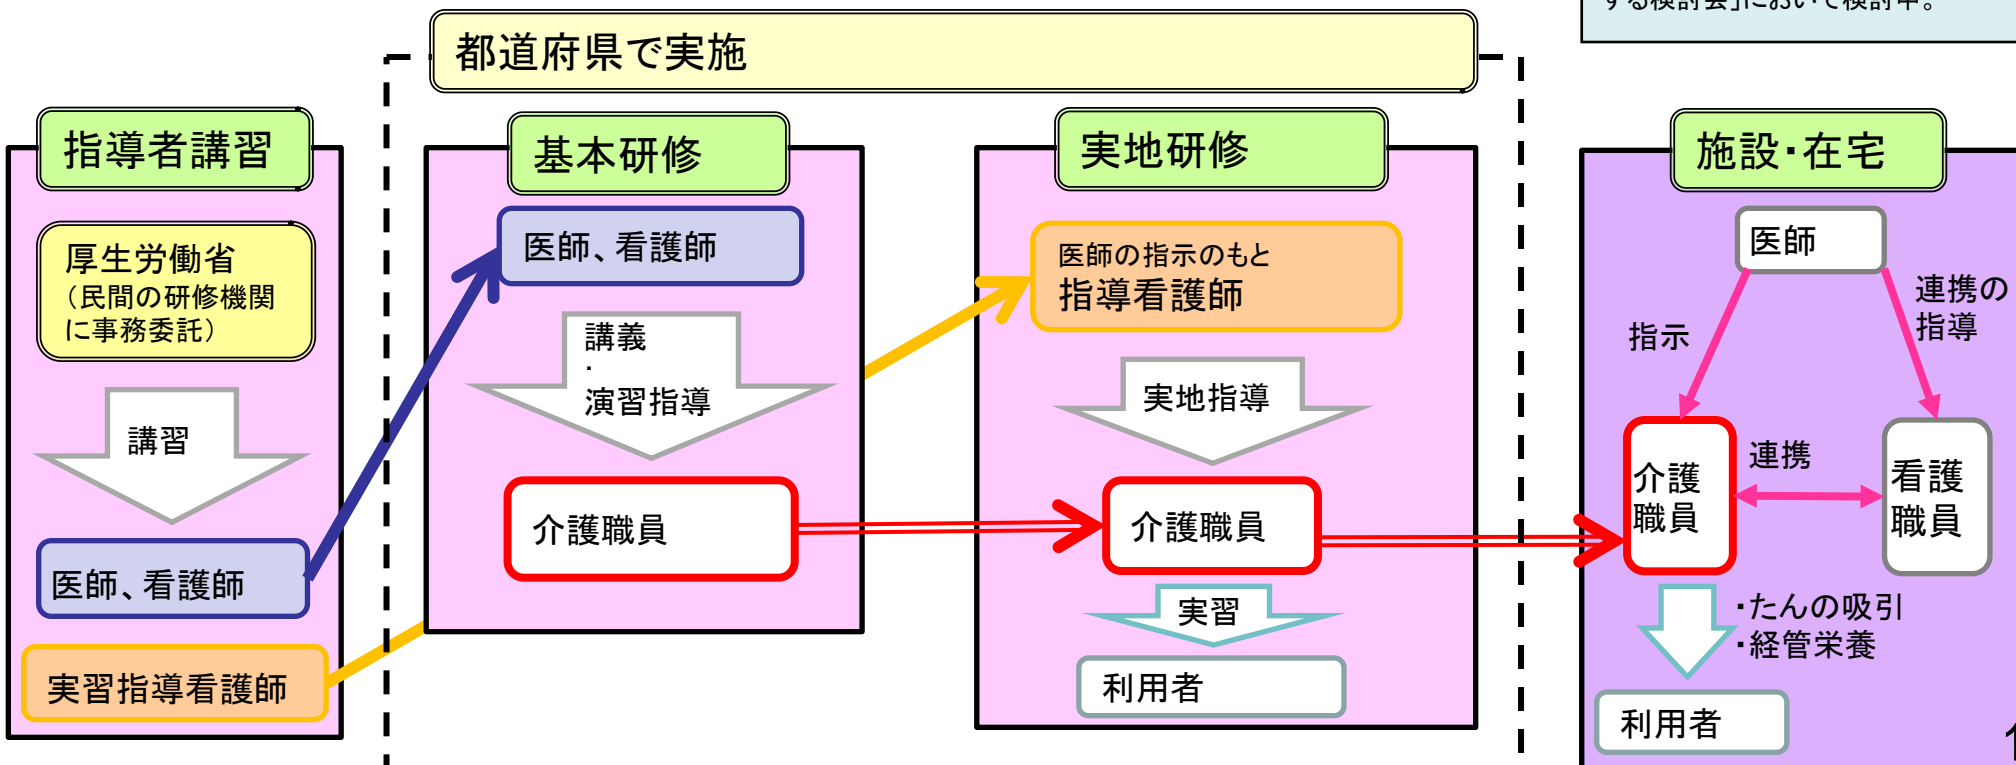 する検討会」において検討中。
都道府県で実施
指導者講習
厚生労働省
（民間の研修機関
に事務委託）
講習
医師、看護師
実習指導看護師
基本研修
医師、看護師
講義
・
演習指導
介護職員
実地研修
医師の指示のもと
指導看護師
実地指導
介護職員
実習
利用者
施設・在宅
医師
指示
連携の
指導
介護
職員
連携
看護
職員
・たんの吸引
・経管栄養
利用者